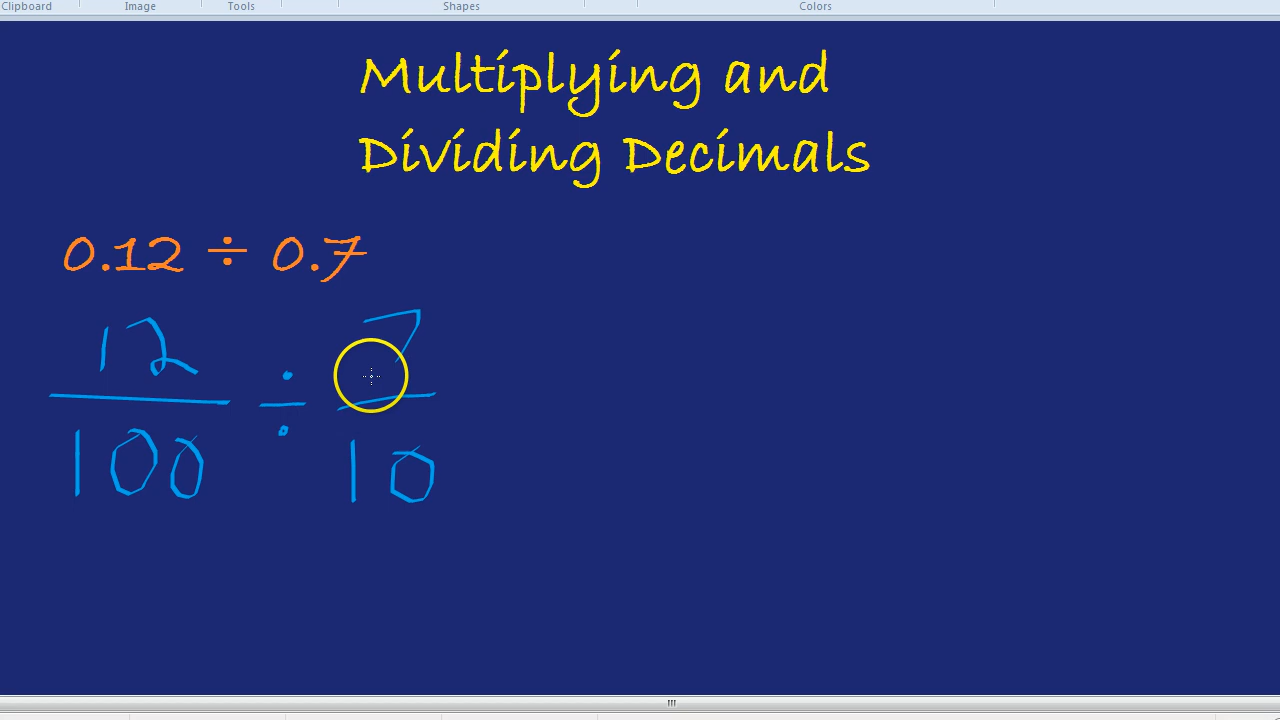 Clipboard Image Tools Shapes Colors
Multiplying and
Dividing Decimals
0.12 ÷ 0.7
12 7
÷
100 10